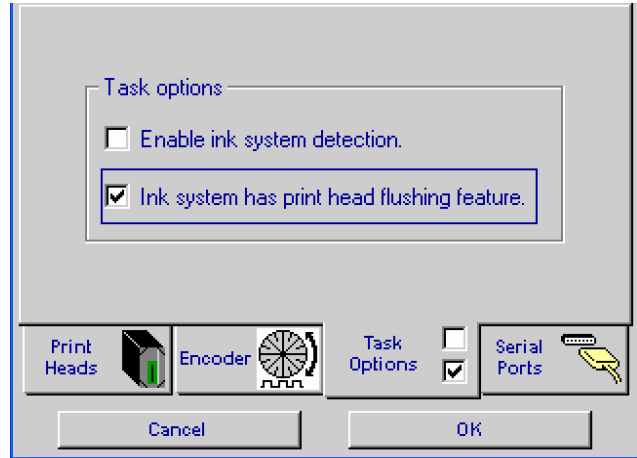 Task options
Enable ink system detection.
Ink system has print head flushing feature.
Print
Heads
Encoder
Task
Options
Serial
Ports
Cancel
OK